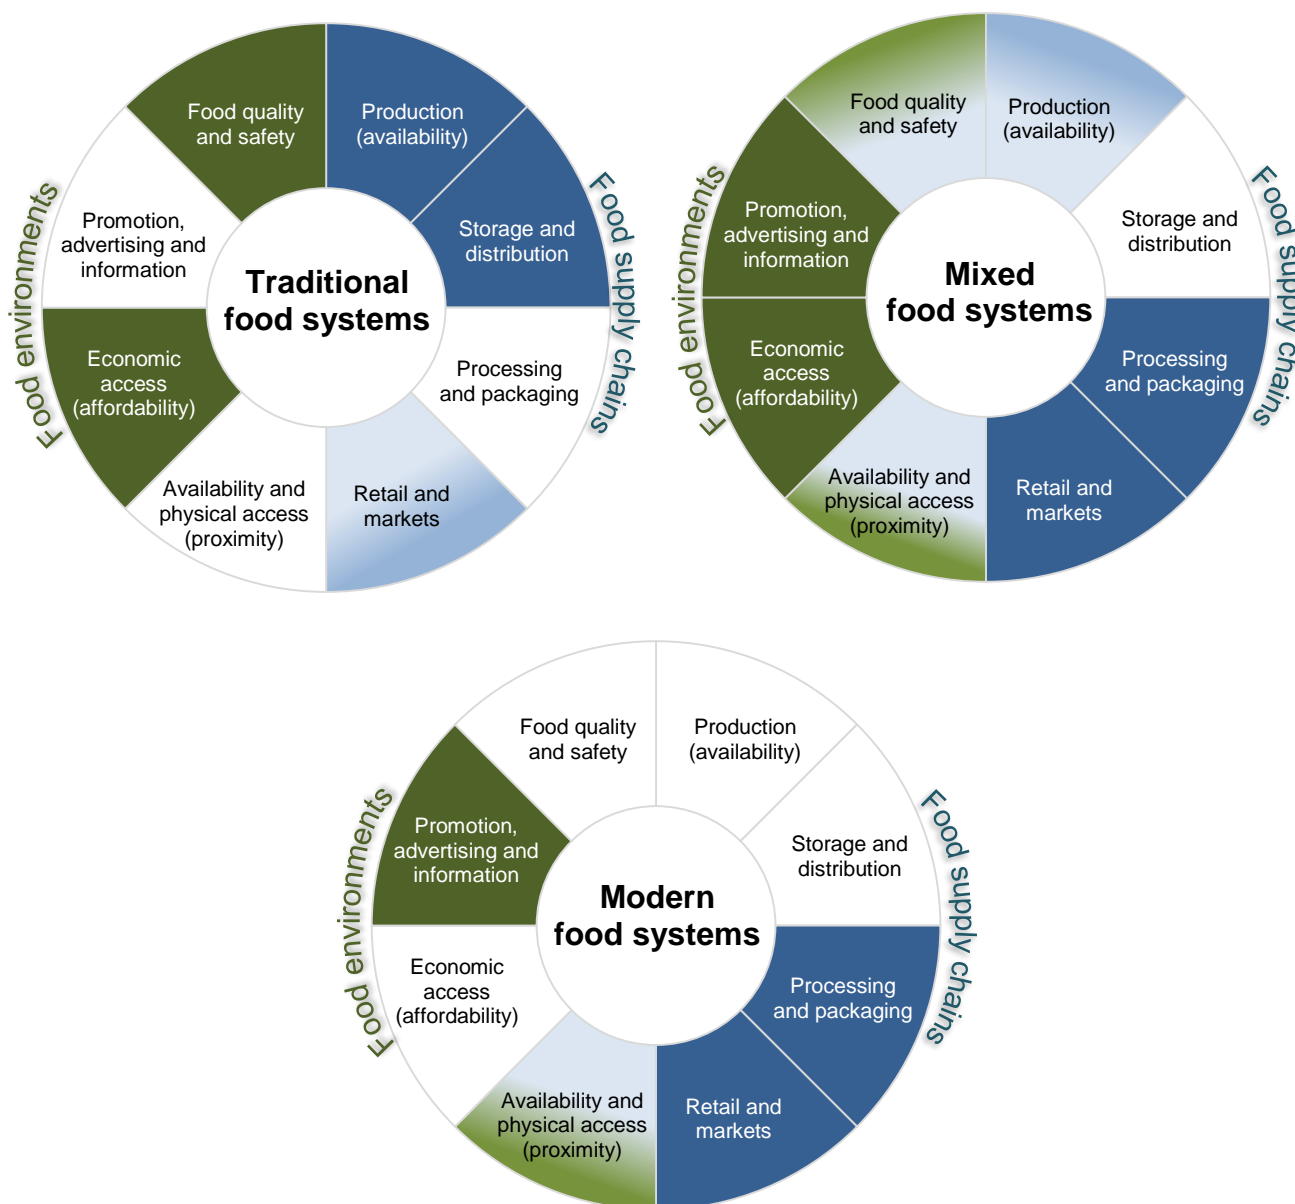 Food quality
and safety
Production
(availability)
Storage and
distribution
Processing
and packaging
Retail and
markets
Availability and
physical access
(proximity)
Economic
access
(affordability)
Promotion,
advertising and
information
Traditional
food systems
Food environments
Food supply chains
Food quality
and safety
Production
(availability)
Storage and
distribution
Processing
and packaging
Retail and
markets
Availability and
physical access
(proximity)
Economic
access
(affordability)
Promotion,
advertising and
information
Mixed
food systems
Food environments
Food supply chains
Food quality
and safety
Production
(availability)
Storage and
distribution
Processing
and packaging
Retail and
markets
Availability and
physical access
(proximity)
Economic
access
(affordability)
Promotion,
advertising and
information
Modern
food systems
Food environments
Food supply chains